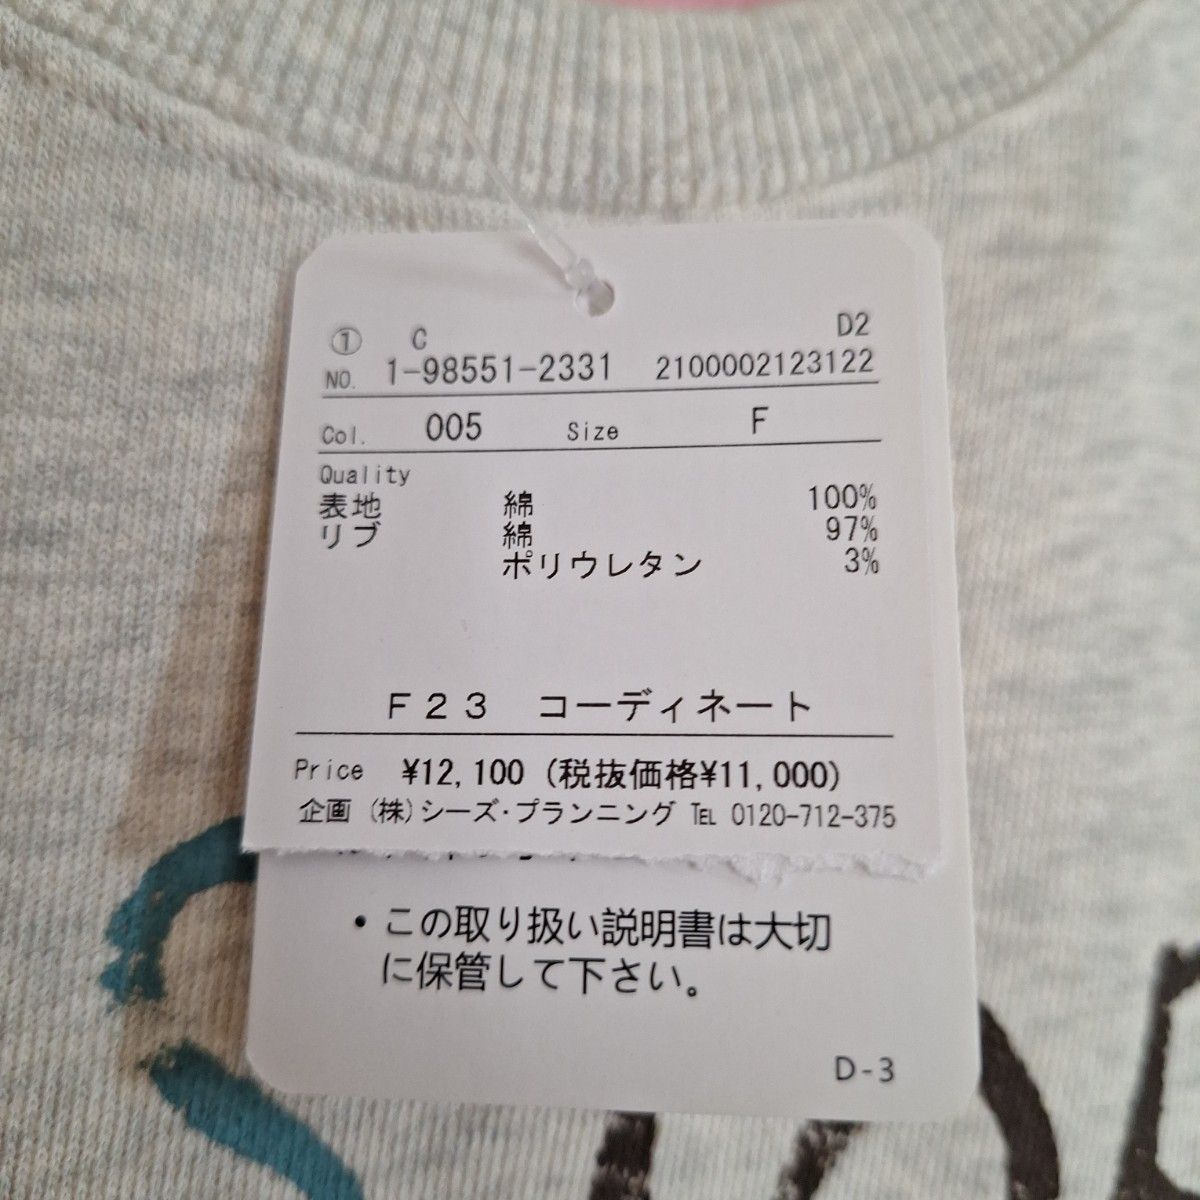 ① C D2
NO. 1-98551-2331 2100002123122
Col. 005 Size F
Quality
表地 綿 100%
リブ 綿 97%
ポリウレタン 3%
F23 コーディネート
Price ¥12,100 (税抜価格¥11,000)
企画 (株)シーズ・プランニング TEL 0120-712-375
・この取り扱い説明書は大切
に保管して下さい。
D-3